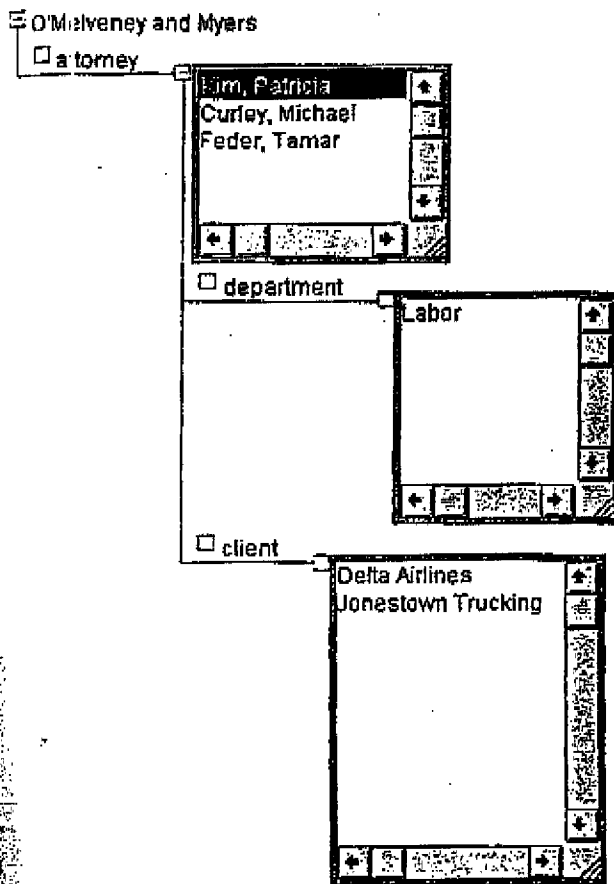 O'Melveney and Myers
attorney
Kim, Patricia
Curley, Michael
Feder, Tamar
department
Labor
client
Delta Airlines
Jonestown Trucking